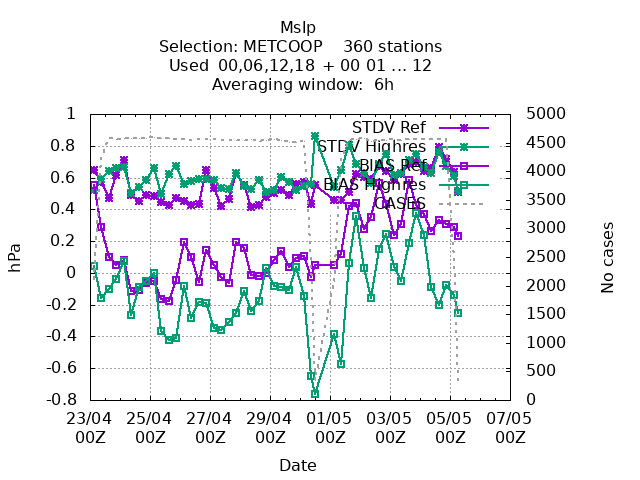 Mslp
Selection: METCOOP 360 stations
Used 00,06,12,18 + 00 01 ... 12
Averaging window: 6h
hPa
1
0.8
0.6
0.4
0.2
0
-0.2
-0.4
-0.6
-0.8
STDV Ref
STDV Highres
BIAS Ref
BIAS Highres
CASES
5000
4500
4000
3500
3000
2500
2000
1500
1000
500
0
No cases
23/04 25/04 27/04 29/04 01/05 03/05 05/05 07/05
00Z 00Z 00Z 00Z 00Z 00Z 00Z 00Z
Date